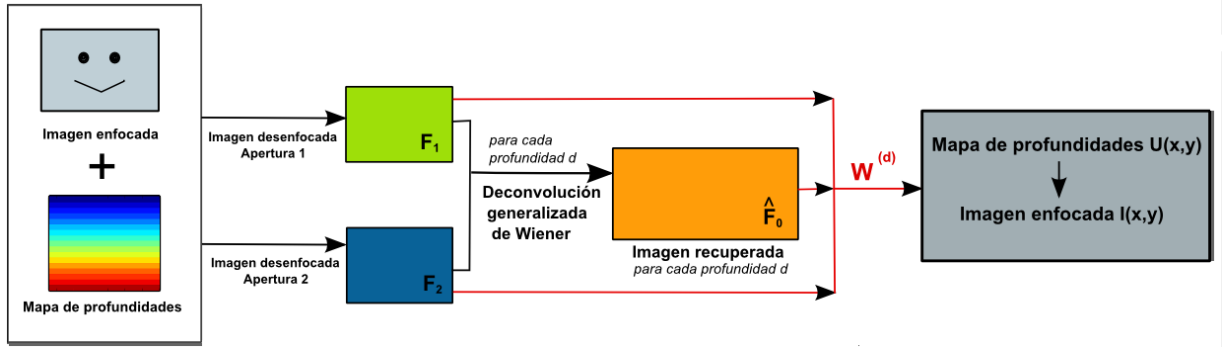 Imagen enfocada
+
Mapa de profundidades
Imagen desenfocada
Apertura 1
Imagen desenfocada
Apertura 2
F₁
F₂
para cada
profundidad d
Deconvolución
generalizada
de Wiener
F̂₀
Imagen recuperada
para cada profundidad d
W ⁽ᵈ⁾
Mapa de profundidades U(x,y)
Imagen enfocada I(x,y)